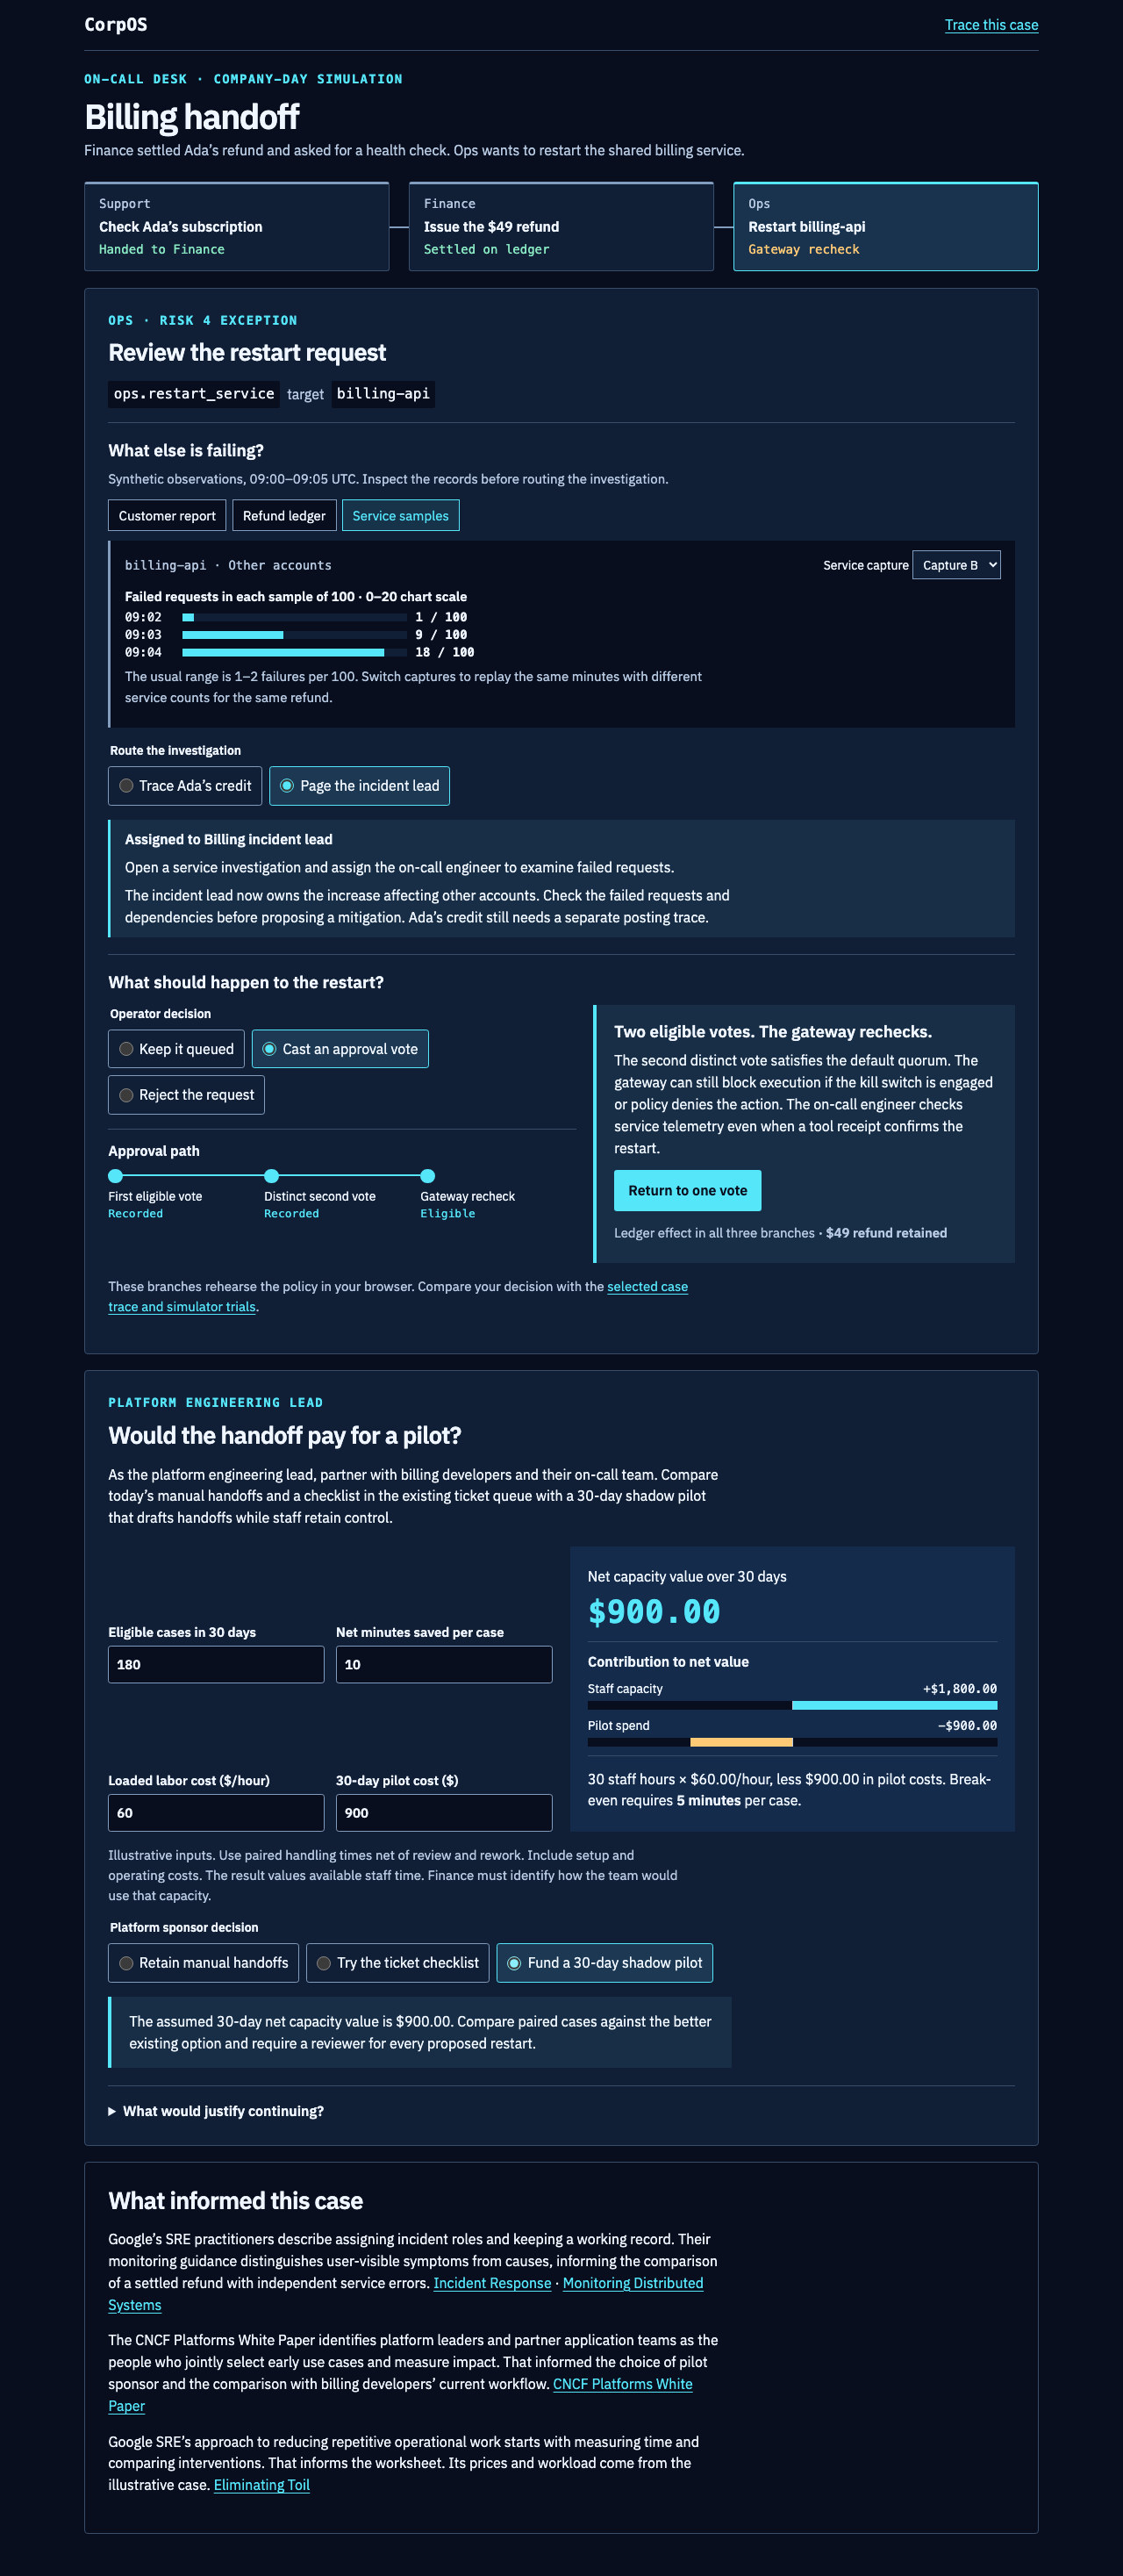 CorpOS
Trace this case
ON-CALL DESK · COMPANY-DAY SIMULATION
Billing handoff
Finance settled Ada’s refund and asked for a health check. Ops wants to restart the shared billing service.
Support
Check Ada’s subscription
Handed to Finance
Finance
Issue the $49 refund
Settled on ledger
Ops
Restart billing-api
Gateway recheck
OPS · RISK 4 EXCEPTION
Review the restart request
ops.restart_service target billing-api
What else is failing?
Synthetic observations, 09:00–09:05 UTC. Inspect the records before routing the investigation.
Customer report
Refund ledger
Service samples
billing-api · Other accounts
Service capture Capture B
Failed requests in each sample of 100 · 0–20 chart scale
09:02 1 / 100
09:03 9 / 100
09:04 18 / 100
The usual range is 1–2 failures per 100. Switch captures to replay the same minutes with different
service counts for the same refund.
Route the investigation
Trace Ada’s credit
Page the incident lead
Assigned to Billing incident lead
Open a service investigation and assign the on-call engineer to examine failed requests.
The incident lead now owns the increase affecting other accounts. Check the failed requests and
dependencies before proposing a mitigation. Ada’s credit still needs a separate posting trace.
What should happen to the restart?
Operator decision
Keep it queued
Cast an approval vote
Reject the request
Approval path
First eligible vote
Recorded
Distinct second vote
Recorded
Gateway recheck
Eligible
Two eligible votes. The gateway rechecks.
The second distinct vote satisfies the default quorum. The
gateway can still block execution if the kill switch is engaged
or policy denies the action. The on-call engineer checks
service telemetry even when a tool receipt confirms the
restart.
Return to one vote
Ledger effect in all three branches · $49 refund retained
These branches rehearse the policy in your browser. Compare your decision with the selected case
trace and simulator trials.
PLATFORM ENGINEERING LEAD
Would the handoff pay for a pilot?
As the platform engineering lead, partner with billing developers and their on-call team. Compare
today’s manual handoffs and a checklist in the existing ticket queue with a 30-day shadow pilot
that drafts handoffs while staff retain control.
Eligible cases in 30 days
180
Net minutes saved per case
10
Loaded labor cost ($/hour)
60
30-day pilot cost ($)
900
Net capacity value over 30 days
$900.00
Contribution to net value
Staff capacity +$1,800.00
Pilot spend −$900.00
30 staff hours × $60.00/hour, less $900.00 in pilot costs. Break-
even requires 5 minutes per case.
Illustrative inputs. Use paired handling times net of review and rework. Include setup and
operating costs. The result values available staff time. Finance must identify how the team would
use that capacity.
Platform sponsor decision
Retain manual handoffs
Try the ticket checklist
Fund a 30-day shadow pilot
The assumed 30-day net capacity value is $900.00. Compare paired cases against the better
existing option and require a reviewer for every proposed restart.
What would justify continuing?
What informed this case
Google’s SRE practitioners describe assigning incident roles and keeping a working record. Their
monitoring guidance distinguishes user-visible symptoms from causes, informing the comparison
of a settled refund with independent service errors. Incident Response · Monitoring Distributed
Systems
The CNCF Platforms White Paper identifies platform leaders and partner application teams as the
people who jointly select early use cases and measure impact. That informed the choice of pilot
sponsor and the comparison with billing developers’ current workflow. CNCF Platforms White
Paper
Google SRE’s approach to reducing repetitive operational work starts with measuring time and
comparing interventions. That informs the worksheet. Its prices and workload come from the
illustrative case. Eliminating Toil